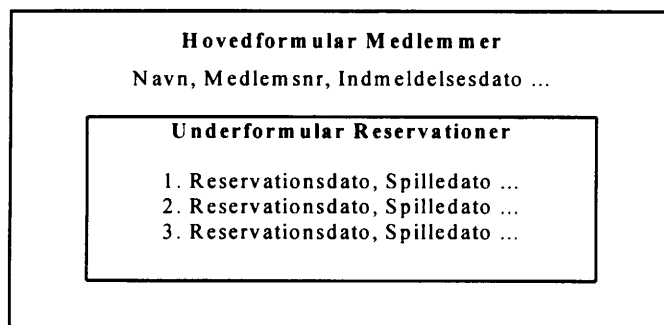 Hovedformular Medlemmer
Navn, Medlemsnr, Indmeldelsesdato ...
Underformular Reservationer
1. Reservationsdato, Spilledato ...
2. Reservationsdato, Spilledato ...
3. Reservationsdato, Spilledato ...